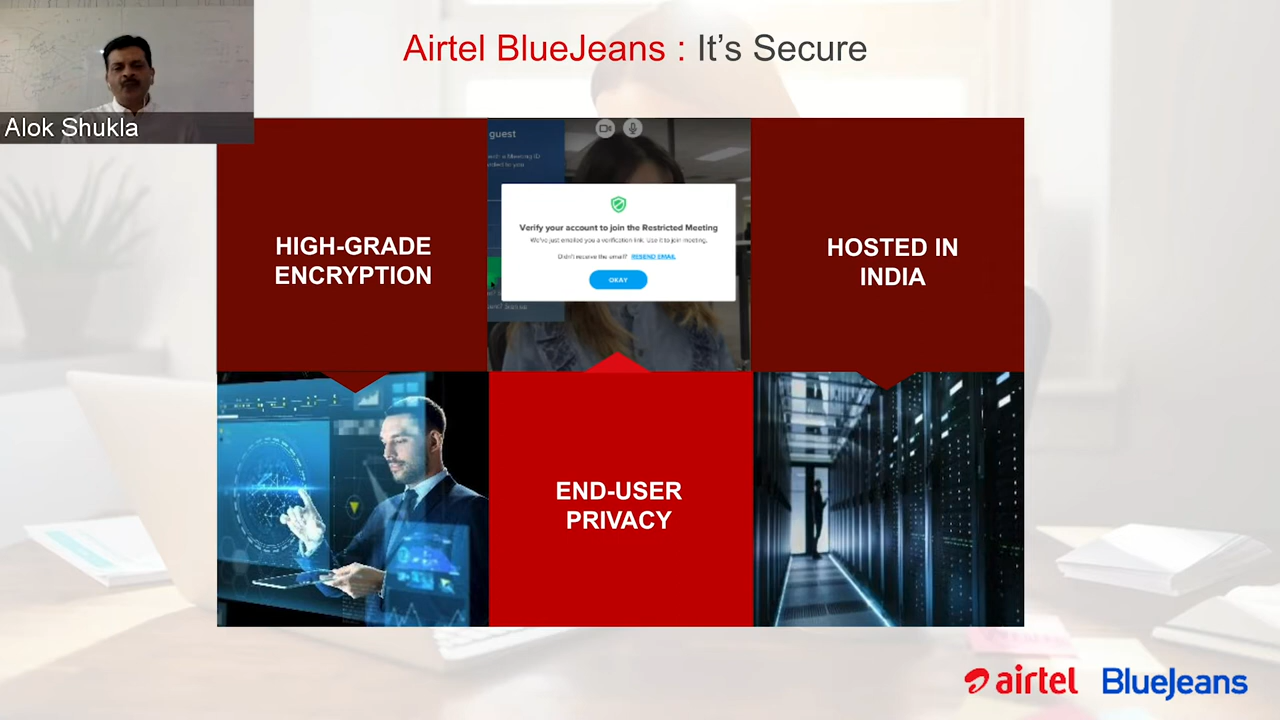 Airtel BlueJeans : It's Secure
Alok Shukla
guest
HIGH-GRADE
ENCRYPTION
Verify your account to join the Restricted Meeting
We've just emailed you a verification link. Use it to join meeting.
Didn't receive the email? RESEND EMAIL
OKAY
HOSTED IN
INDIA
END-USER
PRIVACY
airtel BlueJeans